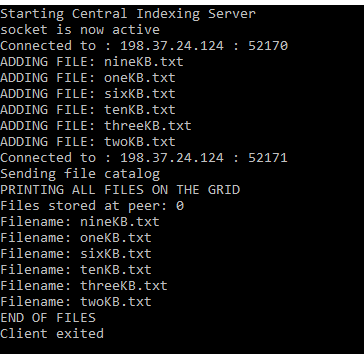 Starting Central Indexing Server
socket is now active
Connected to : 198.37.24.124 : 52170
ADDING FILE: nineKB.txt
ADDING FILE: oneKB.txt
ADDING FILE: sixKB.txt
ADDING FILE: tenKB.txt
ADDING FILE: threeKB.txt
ADDING FILE: twoKB.txt
Connected to : 198.37.24.124 : 52171
Sending file catalog
PRINTING ALL FILES ON THE GRID
Files stored at peer: 0
Filename: nineKB.txt
Filename: oneKB.txt
Filename: sixKB.txt
Filename: tenKB.txt
Filename: threeKB.txt
Filename: twoKB.txt
END OF FILES
Client exited